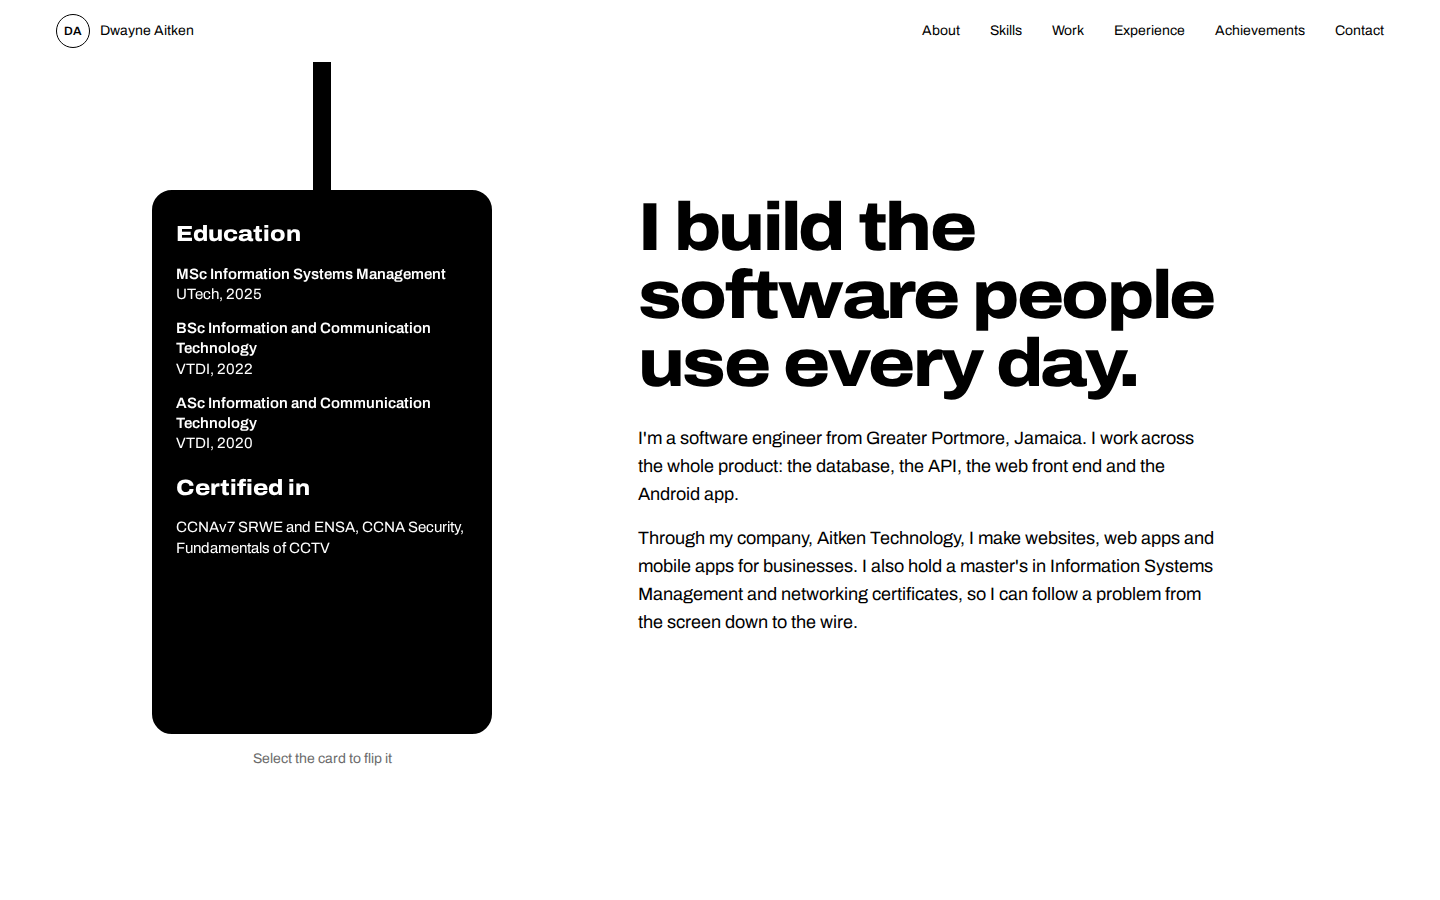 DA
Dwayne Aitken
About
Skills
Work
Experience
Achievements
Contact
Education
MSc Information Systems Management
UTech, 2025
BSc Information and Communication
Technology
VTDI, 2022
ASc Information and Communication
Technology
VTDI, 2020
Certified in
CCNAv7 SRWE and ENSA, CCNA Security,
Fundamentals of CCTV
Select the card to flip it
I build the
software people
use every day.
I'm a software engineer from Greater Portmore, Jamaica. I work across
the whole product: the database, the API, the web front end and the
Android app.
Through my company, Aitken Technology, I make websites, web apps and
mobile apps for businesses. I also hold a master's in Information Systems
Management and networking certificates, so I can follow a problem from
the screen down to the wire.